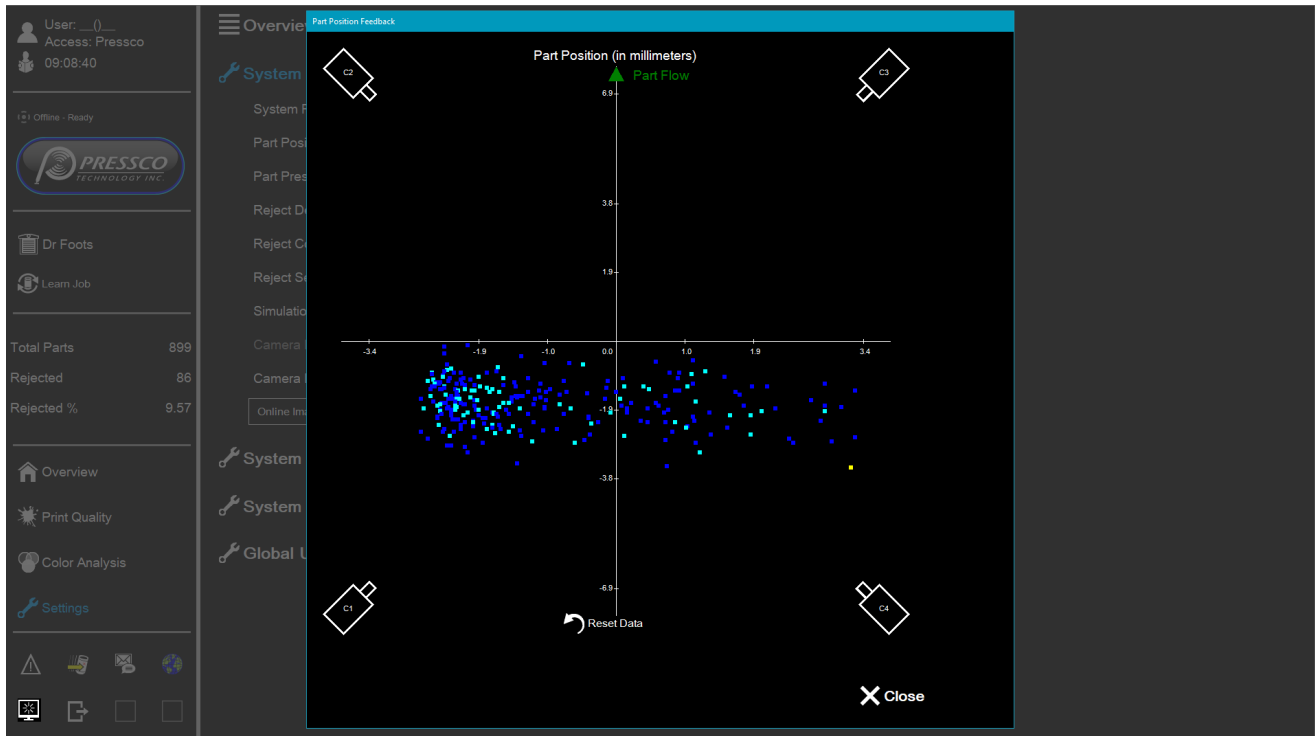 User: __()__
Access: Pressco
09:08:40
Offline - Ready
PRESSCO
TECHNOLOGY INC.
Dr Foots
Learn Job
Total Parts 899
Rejected 86
Rejected % 9.57
Overview
Print Quality
Color Analysis
Settings
Overvie
System
System
Part Posi
Part Pres
Reject
Reject
Reject
Simulatio
Camera
Camera
Online Ima
System
System
Global
Part Position Feedback
Part Position (in millimeters)
Part Flow
C2
C3
6.9
3.8
1.9
-3.4 -1.9 -1.0 0.0 1.0 1.9 3.4
-1.9
-3.8
-6.9
C1
C4
Reset Data
Close